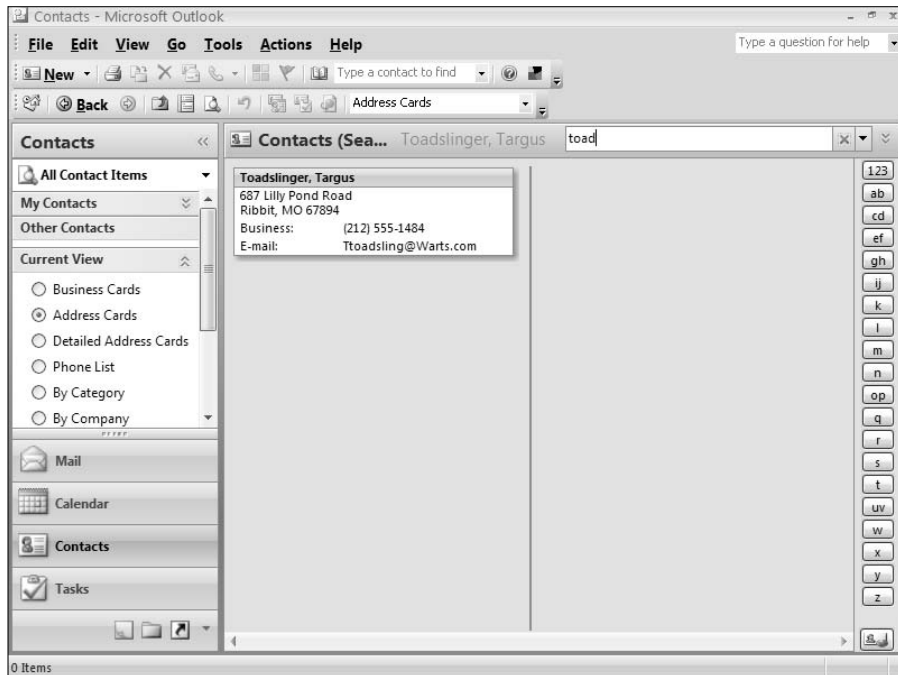 Contacts - Microsoft Outlook
File Edit View Go Tools Actions Help
Type a question for help
New
Type a contact to find
Back
Address Cards
Contacts
Contacts (Sea... Toadslinger, Targus
toad
All Contact Items
My Contacts
Other Contacts
Current View
Business Cards
Address Cards
Detailed Address Cards
Phone List
By Category
By Company
Mail
Calendar
Contacts
Tasks
Toadslinger, Targus
687 Lilly Pond Road
Ribbit, MO 67894
Business: (212) 555-1484
E-mail: Ttoadsling@Warts.com
123
ab
cd
ef
gh
ij
k
l
m
n
op
q
r
s
t
uv
w
x
y
z
0 Items